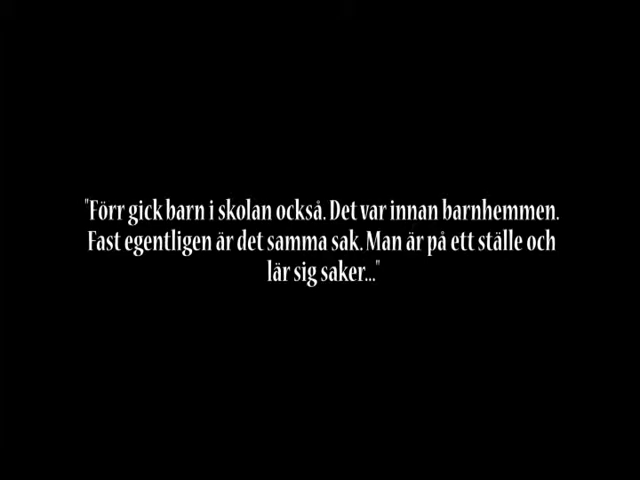 "Förr gick barn i skolan också. Det var innan barnhemmen.
Fast egentligen är det samma sak. Man är på ett ställe och
lär sig saker..."